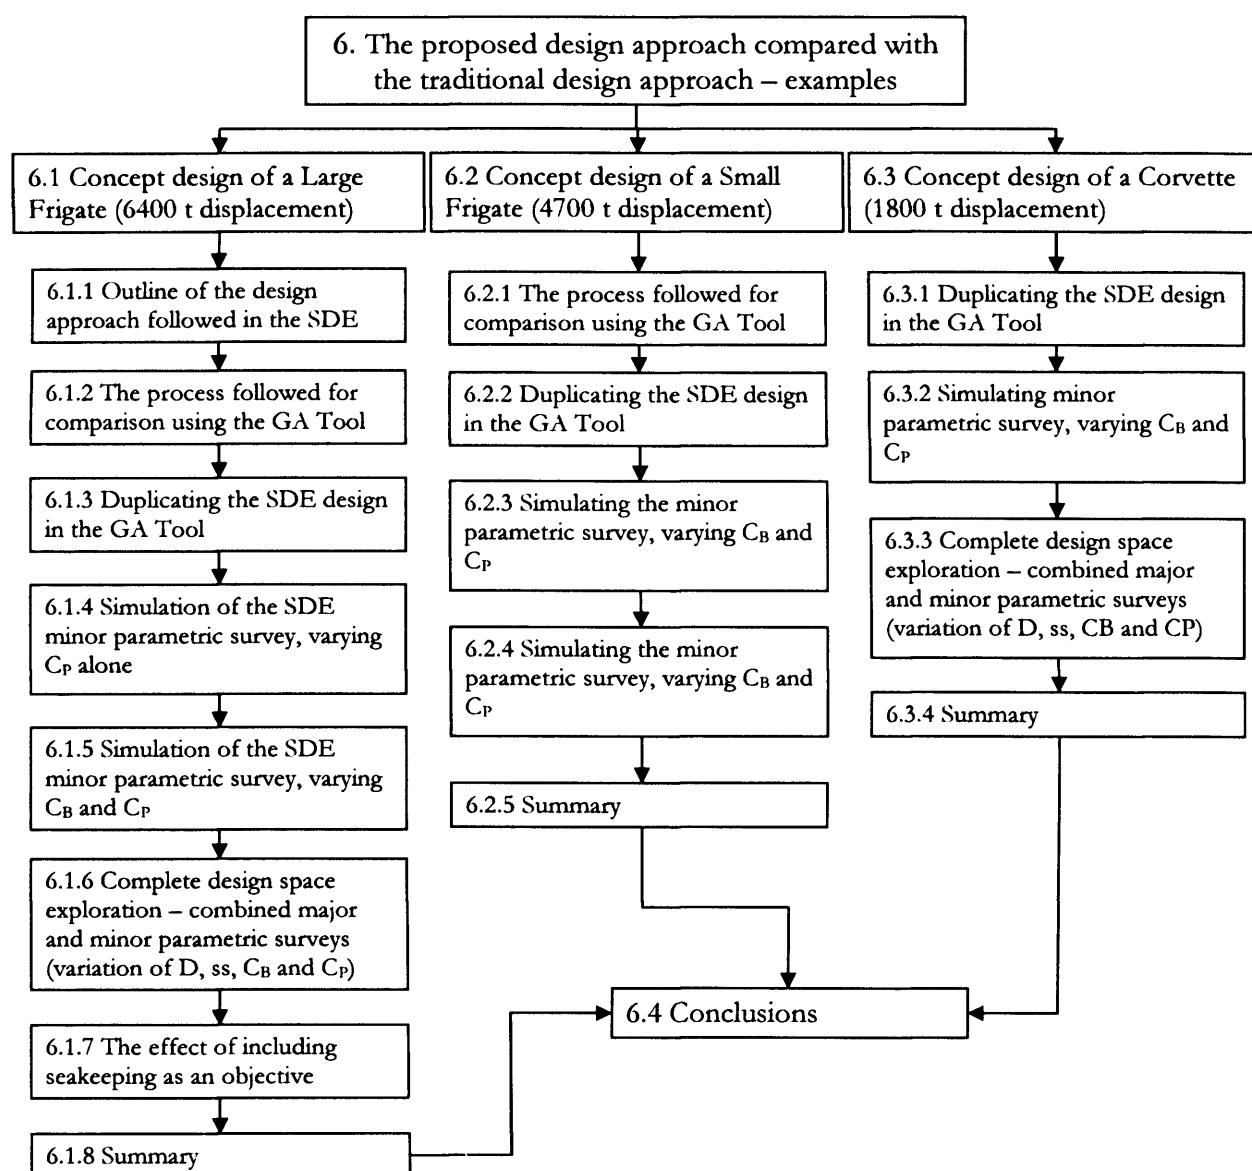 6. The proposed design approach compared with
the traditional design approach – examples
6.1 Concept design of a Large
Frigate (6400 t displacement)
6.1.1 Outline of the design
approach followed in the SDE
6.1.2 The process followed for
comparison using the GA Tool
6.1.3 Duplicating the SDE design
in the GA Tool
6.1.4 Simulation of the SDE
minor parametric survey, varying
CP alone
6.1.5 Simulation of the SDE
minor parametric survey, varying
CB and CP
6.1.6 Complete design space
exploration – combined major
and minor parametric surveys
(variation of D, ss, CB and CP)
6.1.7 The effect of including
seakeeping as an objective
6.1.8 Summary
6.2 Concept design of a Small
Frigate (4700 t displacement)
6.2.1 The process followed for
comparison using the GA Tool
6.2.2 Duplicating the SDE design
in the GA Tool
6.2.3 Simulating the minor
parametric survey, varying CB and
CP
6.2.4 Simulating the minor
parametric survey, varying CB and
CP
6.2.5 Summary
6.3 Concept design of a Corvette
(1800 t displacement)
6.3.1 Duplicating the SDE design
in the GA Tool
6.3.2 Simulating minor
parametric survey, varying CB and
CP
6.3.3 Complete design space
exploration – combined major
and minor parametric surveys
(variation of D, ss, CB and CP)
6.3.4 Summary
6.4 Conclusions